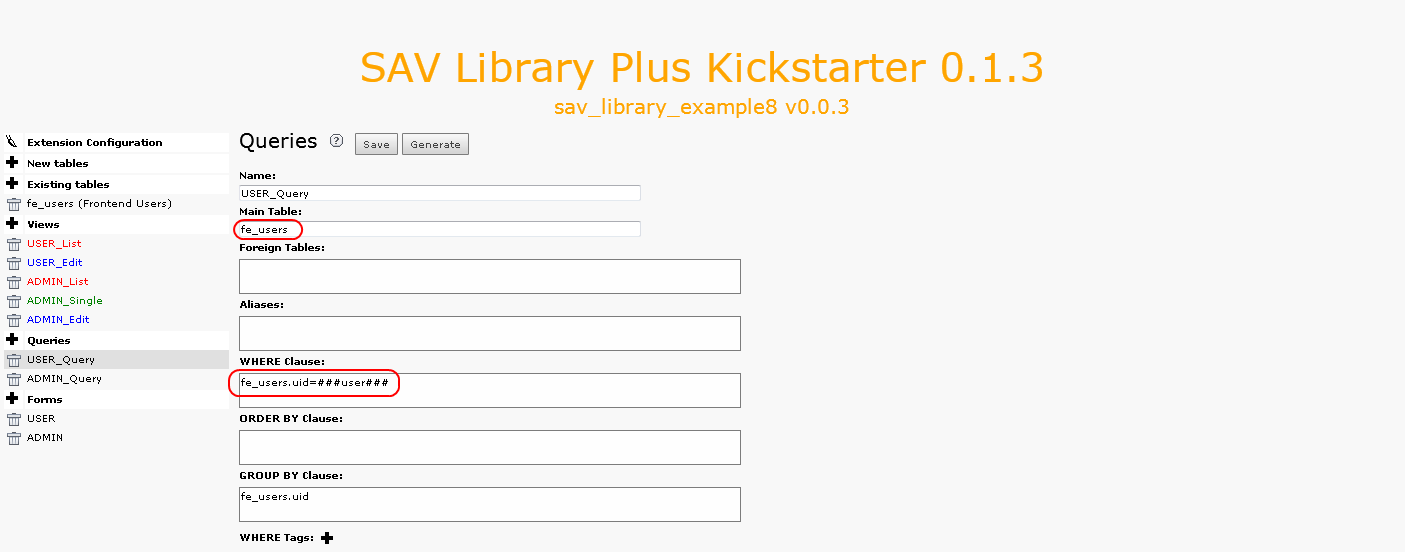 SAV Library Plus Kickstarter 0.1.3
sav_library_example8 v0.0.3
Extension Configuration
New tables
Existing tables
fe_users (Frontend Users)
Views
USER_List
USER_Edit
ADMIN_List
ADMIN_Single
ADMIN_Edit
Queries
USER_Query
ADMIN_Query
Forms
USER
ADMIN
Queries ? Save Generate
Name:
USER_Query
Main Table:
fe_users
Foreign Tables:
Aliases:
WHERE Clause:
fe_users.uid=###user###
ORDER BY Clause:
GROUP BY Clause:
fe_users.uid
WHERE Tags: